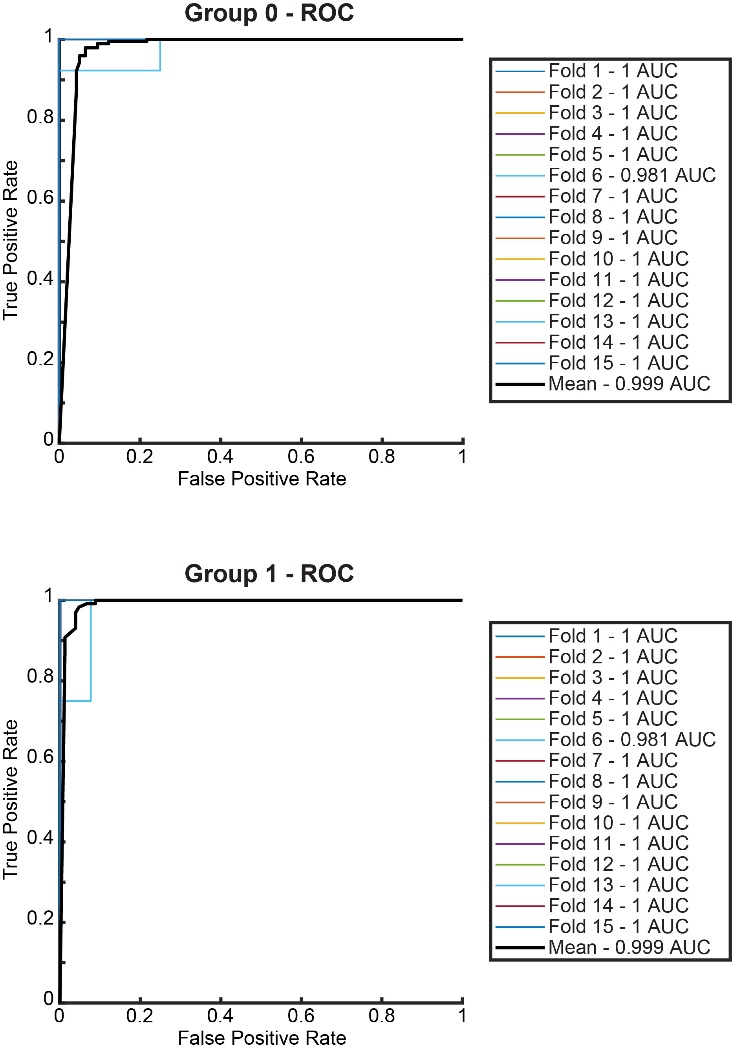 Group 0 - ROC
1
0.8
0.6
0.4
0.2
0
True Positive Rate
0 0.2 0.4 0.6 0.8 1
False Positive Rate
Fold 1 - 1 AUC
Fold 2 - 1 AUC
Fold 3 - 1 AUC
Fold 4 - 1 AUC
Fold 5 - 1 AUC
Fold 6 - 0.981 AUC
Fold 7 - 1 AUC
Fold 8 - 1 AUC
Fold 9 - 1 AUC
Fold 10 - 1 AUC
Fold 11 - 1 AUC
Fold 12 - 1 AUC
Fold 13 - 1 AUC
Fold 14 - 1 AUC
Fold 15 - 1 AUC
Mean - 0.999 AUC
Group 1 - ROC
1
0.8
0.6
0.4
0.2
0
True Positive Rate
0 0.2 0.4 0.6 0.8 1
False Positive Rate
Fold 1 - 1 AUC
Fold 2 - 1 AUC
Fold 3 - 1 AUC
Fold 4 - 1 AUC
Fold 5 - 1 AUC
Fold 6 - 0.981 AUC
Fold 7 - 1 AUC
Fold 8 - 1 AUC
Fold 9 - 1 AUC
Fold 10 - 1 AUC
Fold 11 - 1 AUC
Fold 12 - 1 AUC
Fold 13 - 1 AUC
Fold 14 - 1 AUC
Fold 15 - 1 AUC
Mean - 0.999 AUC